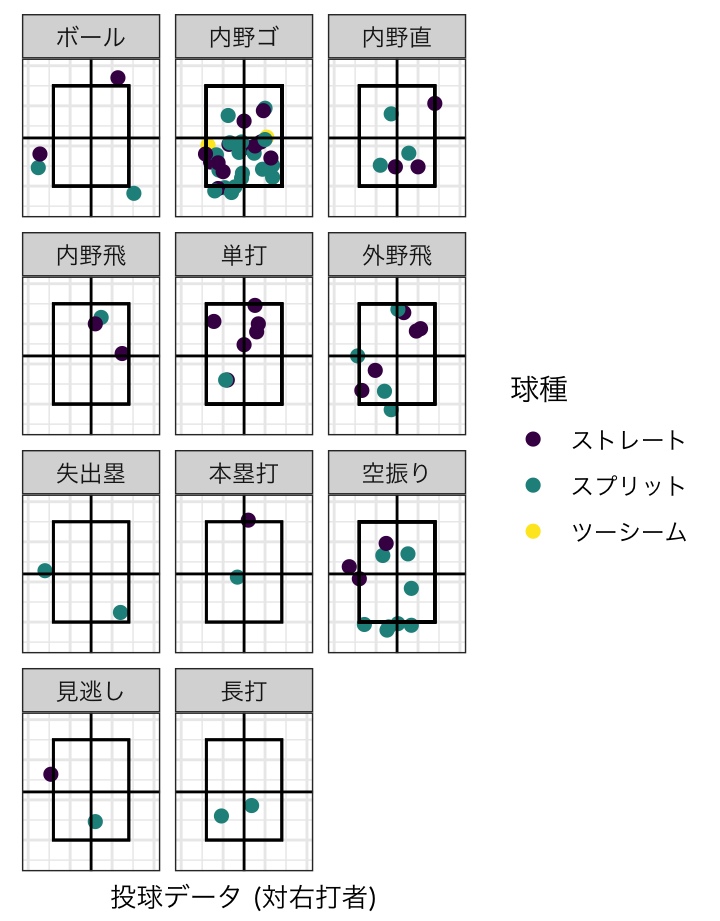 ボール
内野ゴ
内野直
内野飛
単打
外野飛
失出塁
本塁打
空振り
見逃し
長打
球種
ストレート
スプリット
ツーシーム
投球データ (対右打者)